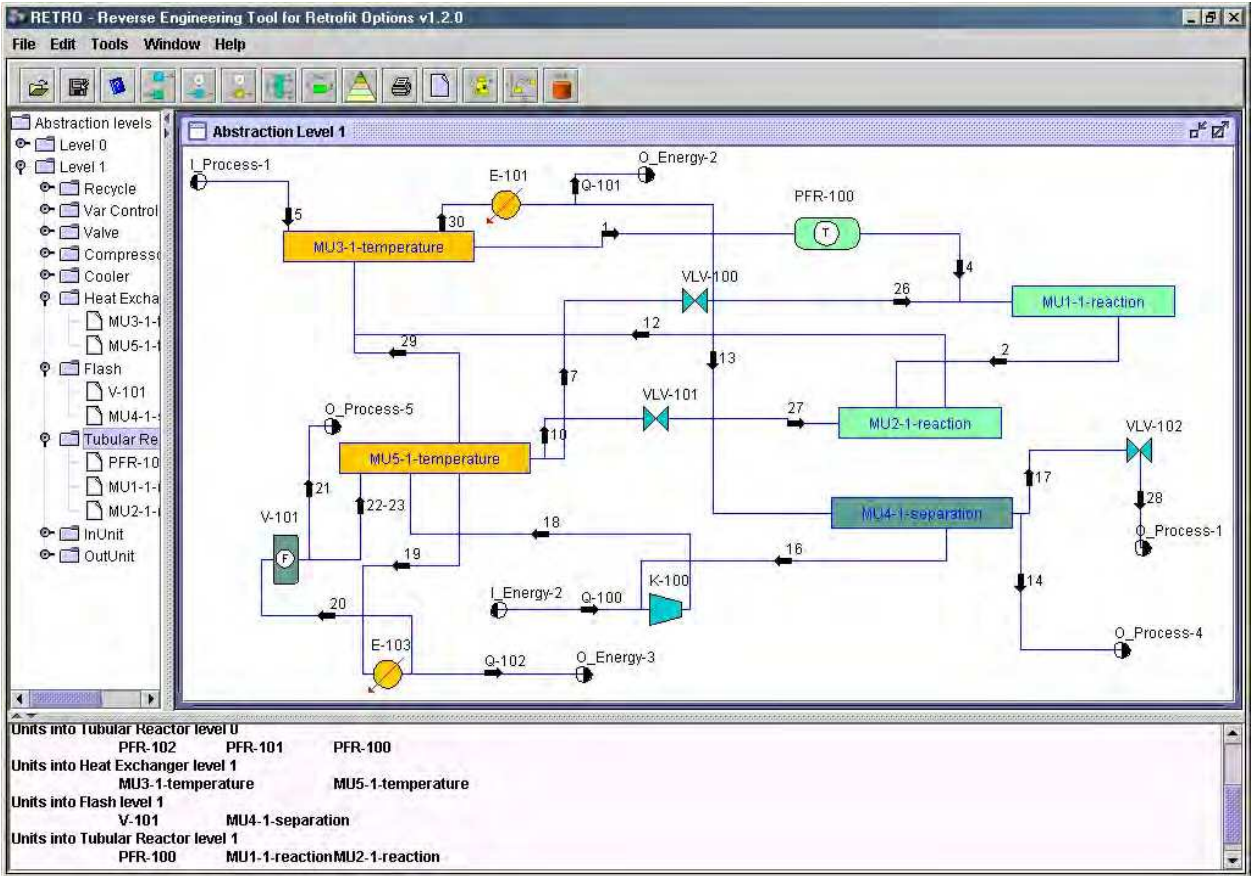 RETRO - Reverse Engineering Tool for Retrofit Options v1.2.0
File Edit Tools Window Help
Abstraction levels
Level 0
Level 1
Recycle
Var Control
Valve
Compresso
Cooler
Heat Excha
MU3-1-t
MU5-1-t
Flash
V-101
MU4-1-s
Tubular Re
PFR-10
MU1-1-r
MU2-1-r
InUnit
OutUnit
Abstraction Level 1
I_Process-1
5
MU3-1-temperature
30
E-101
Q-101
O_Energy-2
1
PFR-100
T
4
VLV-100
26
MU1-1-reaction
12
29
13
2
7
O_Process-5
VLV-101
10
27
MU2-1-reaction
MU5-1-temperature
VLV-102
21
22-23
17
V-101
F
MU4-1-separation
28
O_Process-1
18
19
16
I_Energy-2
Q-100
K-100
14
20
E-103
Q-102
O_Energy-3
O_Process-4
Units into Tubular Reactor level 0
PFR-102 PFR-101 PFR-100
Units into Heat Exchanger level 1
MU3-1-temperature MU5-1-temperature
Units into Flash level 1
V-101 MU4-1-separation
Units into Tubular Reactor level 1
PFR-100 MU1-1-reactionMU2-1-reaction